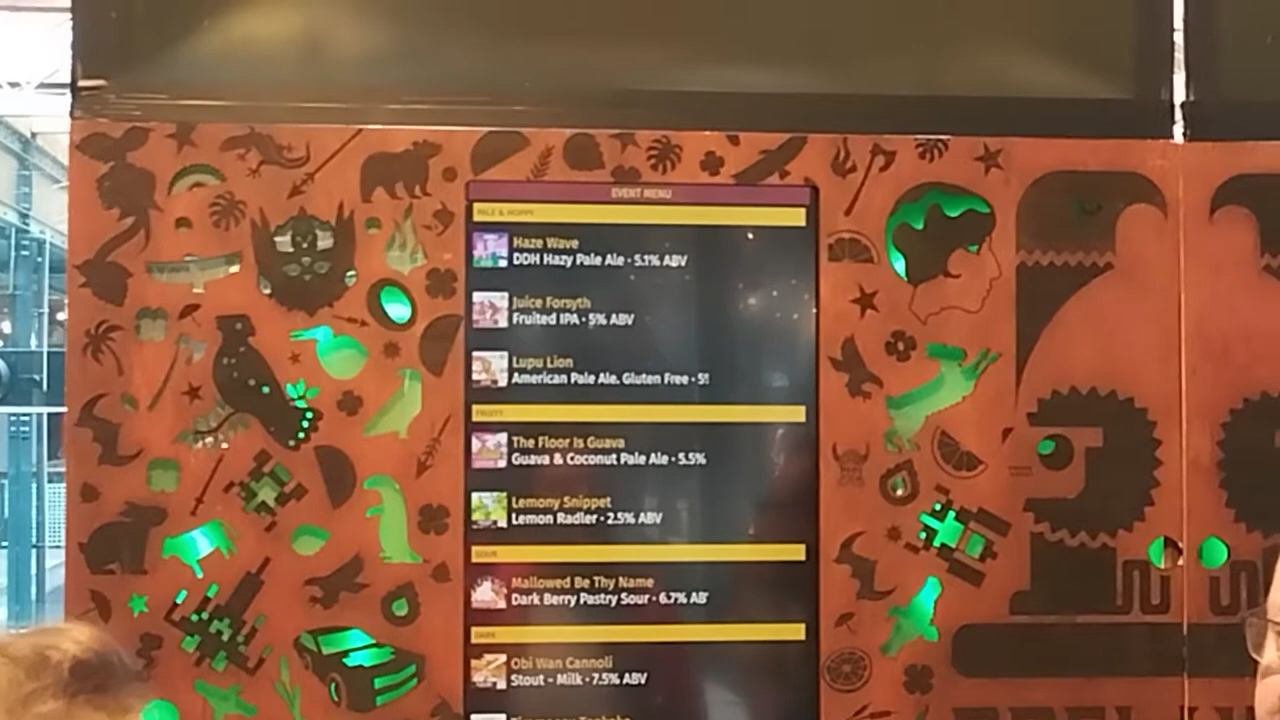 EVENT MENU
PALE & HOPPY
Haze Wave
DDH Hazy Pale Ale · 5.1% ABV
Juice Forsyth
Fruited IPA · 5% ABV
Lupu Lion
American Pale Ale. Gluten Free ·
FRUITY
The Floor Is Guava
Guava & Coconut Pale Ale · 5.5%
Lemony Snippet
Lemon Radler · 2.5% ABV
SOUR
Mallowed Be Thy Name
Dark Berry Pastry Sour · 6.7%
DARK
Obi Wan Cannoli
Stout - Milk · 7.5% ABV